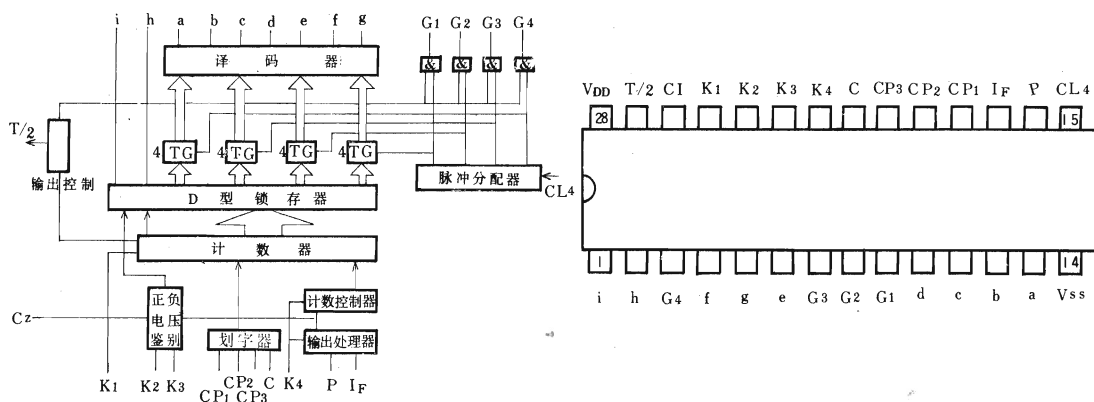 i h a b c d e f g G1 G2 G3 G4
译 码 器
& & & &
T/2
4 TG 4 TG 4 TG 4 TG
输出控制
脉冲分配器
CL4
D 型 锁 存 器
计 数 器
正负
电压
鉴别
计数控制器
Cz
划字器
输出处理器
K1 K2 K3 CP1 CP2 CP3 C K4 P IF
VDD T/2 CI K1 K2 K3 K4 C CP3 CP2 CP1 IF P CL4
28 15
1 14
i h G4 f g e G3 G2 G1 d c b a Vss